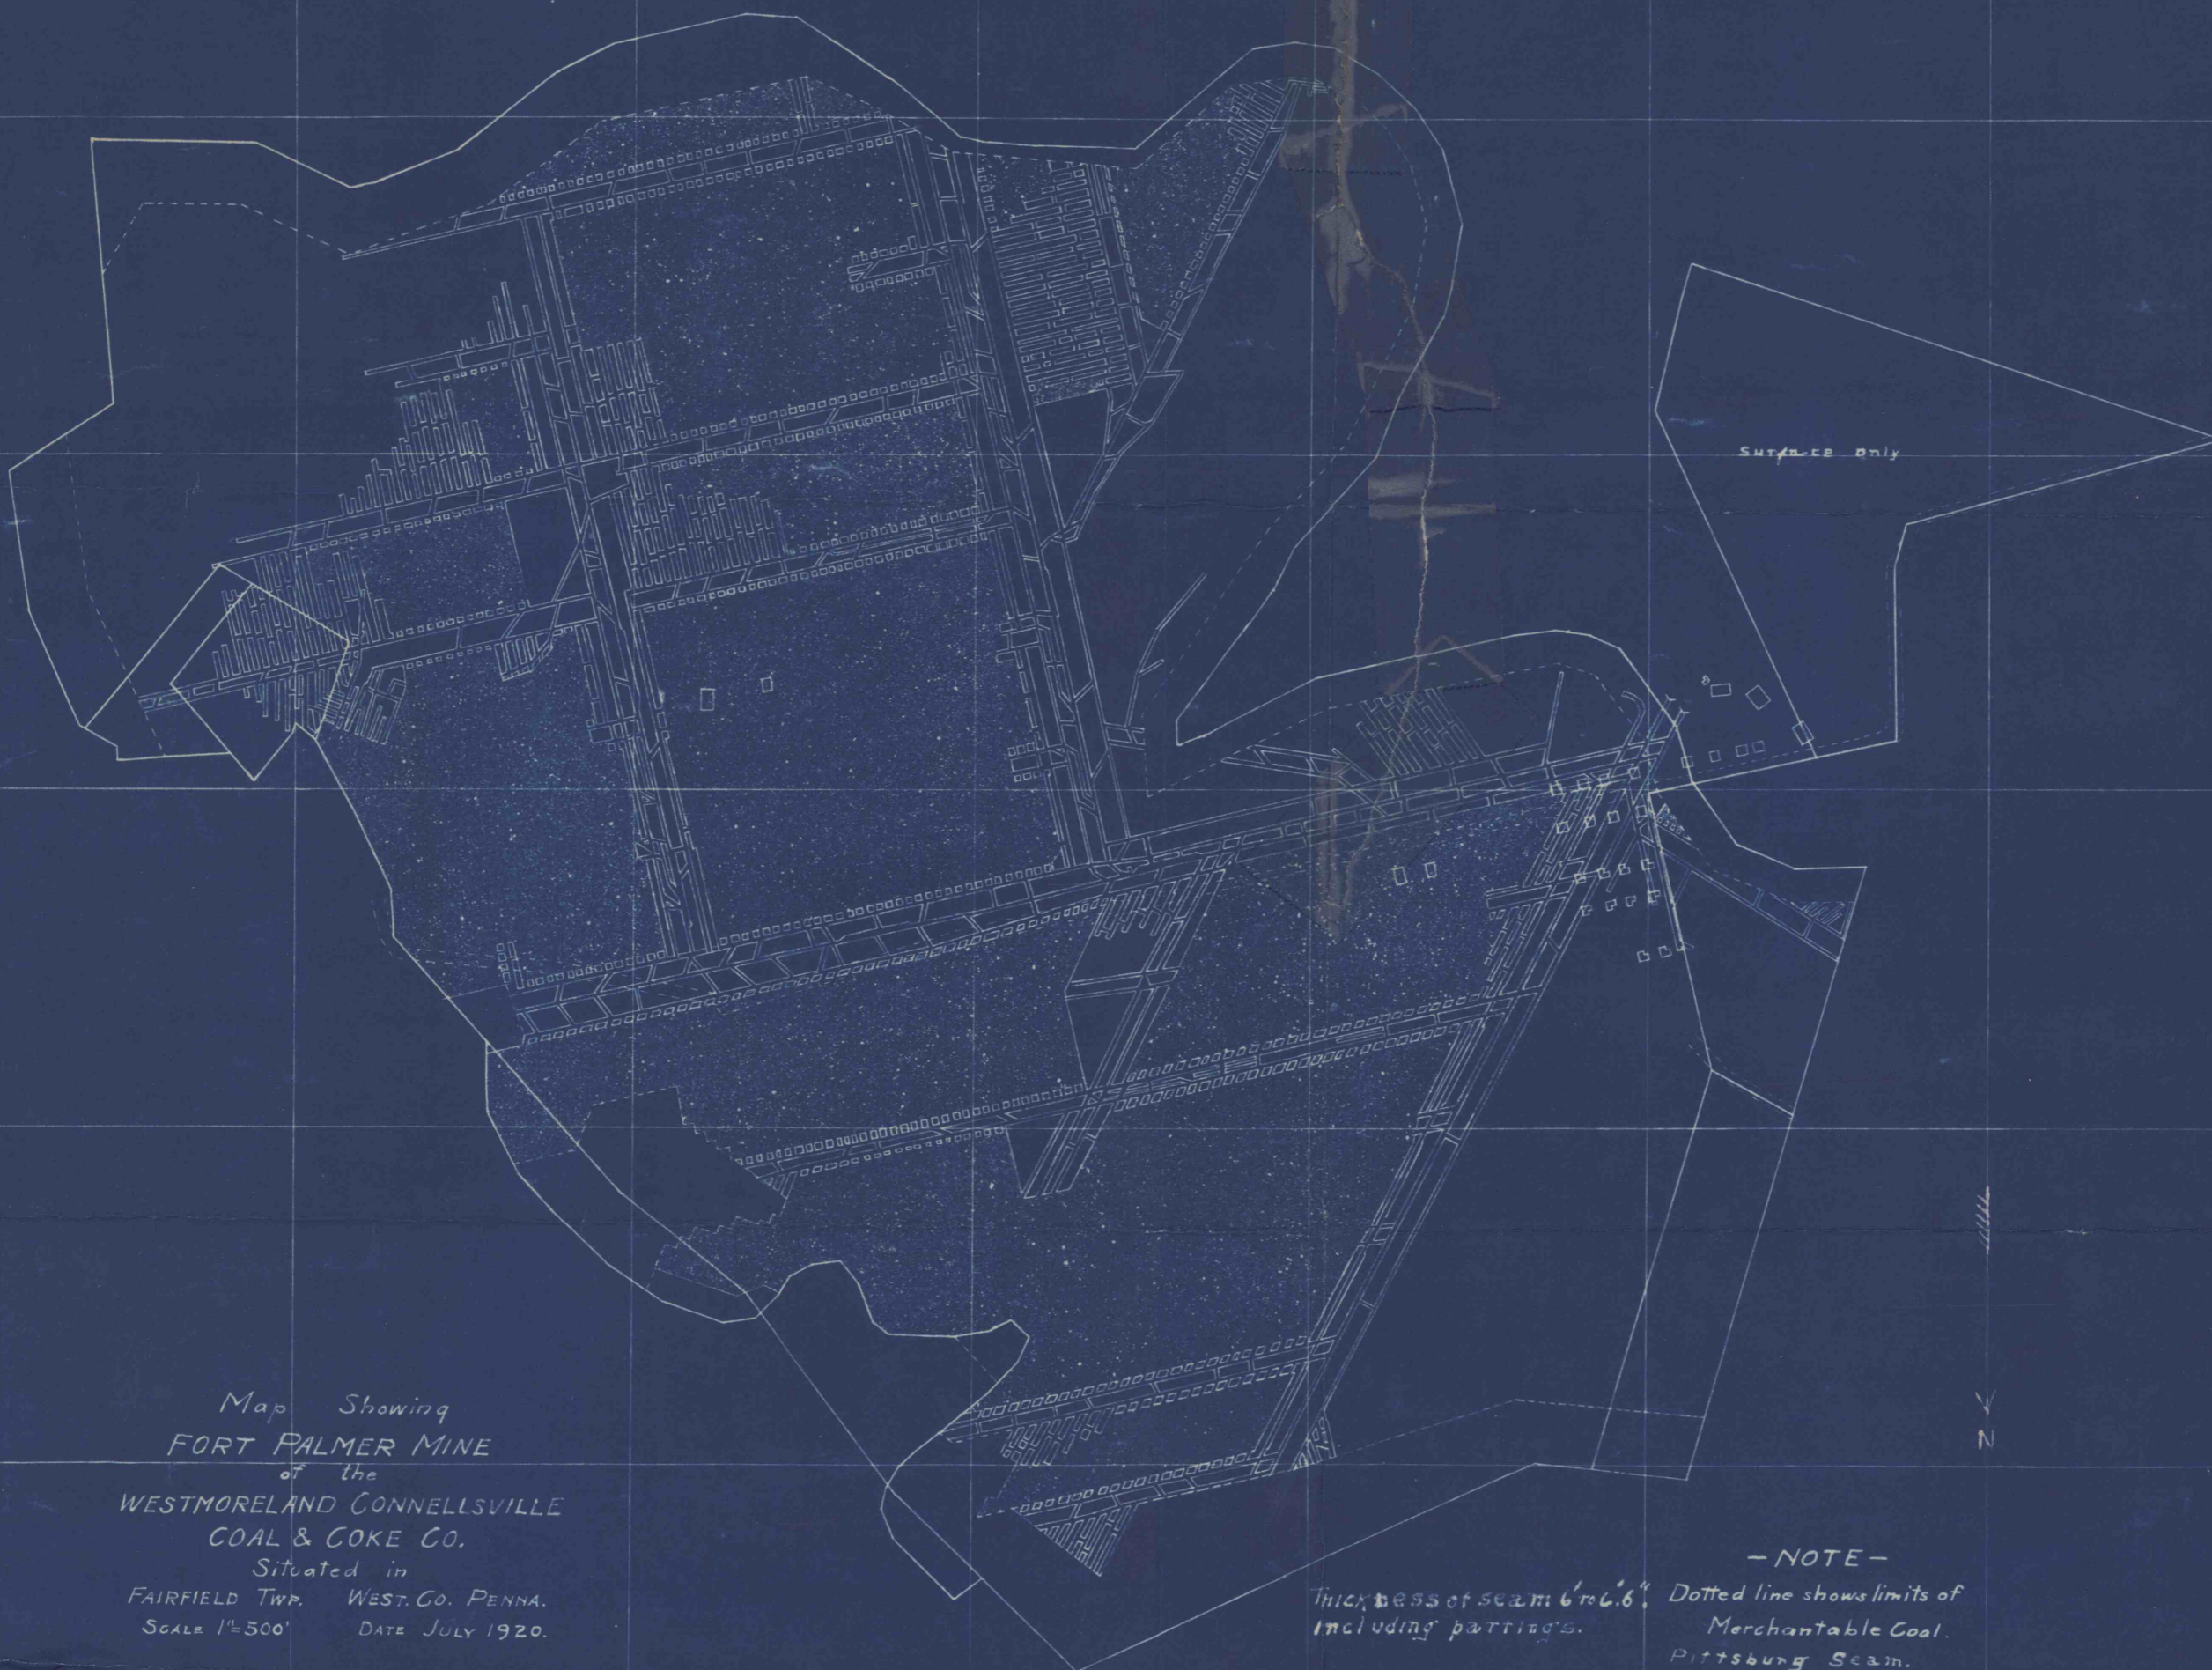 Surface only
Map Showing
FORT PALMER MINE
of the
WESTMORELAND CONNELLSVILLE
COAL & COKE CO.
Situated in
FAIRFIELD TWP. WEST. CO. PENNA.
SCALE 1"=500' DATE JULY 1920.
Thickness of seam 6' to 6'.6".
Including partings.
— NOTE —
Dotted line shows limits of
Merchantable Coal.
Pittsburg Seam.
N